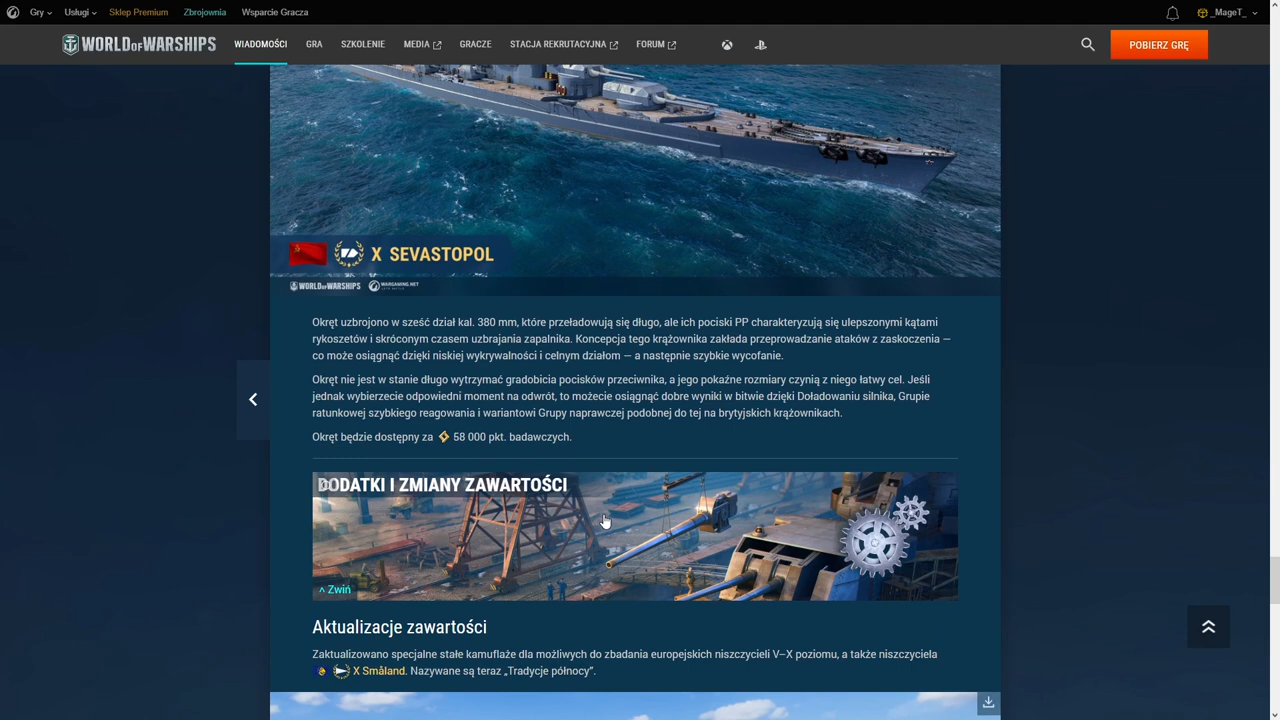 Gry Usługi Sklep Premium Zbrojownia Wsparcie Gracza _MageT_
WORLD OF WARSHIPS WIADOMOŚCI GRA SZKOLENIE MEDIA GRACZE STACJA REKRUTACYJNA FORUM POBIERZ GRĘ
X SEVASTOPOL
WORLD OF WARSHIPS WARGAMING.NET
Okręt uzbrojono w sześć dział kal. 380 mm, które przeładowują się długo, ale ich pociski PP charakteryzują się ulepszonymi kątami
rykoszetów i skróconym czasem uzbrajania zapalnika. Koncepcja tego krążownika zakłada przeprowadzanie ataków z zaskoczenia —
co może osiągnąć dzięki niskiej wykrywalności i celnym działom — a następnie szybkie wycofanie.
Okręt nie jest w stanie długo wytrzymać gradobicia pocisków przeciwnika, a jego pokaźne rozmiary czynią z niego łatwy cel. Jeśli
jednak wybierzecie odpowiedni moment na odwrót, to możecie osiągnąć dobre wyniki w bitwie dzięki Doładowaniu silnika, Grupie
ratunkowej szybkiego reagowania i wariantowi Grupy naprawczej podobnej do tej na brytyjskich krążownikach.
Okręt będzie dostępny za 58 000 pkt. badawczych.
DODATKI I ZMIANY ZAWARTOŚCI
^ Zwiń
Aktualizacje zawartości
Zaktualizowano specjalne stałe kamuflaże dla możliwych do zbadania europejskich niszczycieli V–X poziomu, a także niszczyciela
X Småland. Nazywane są teraz „Tradycje północy".